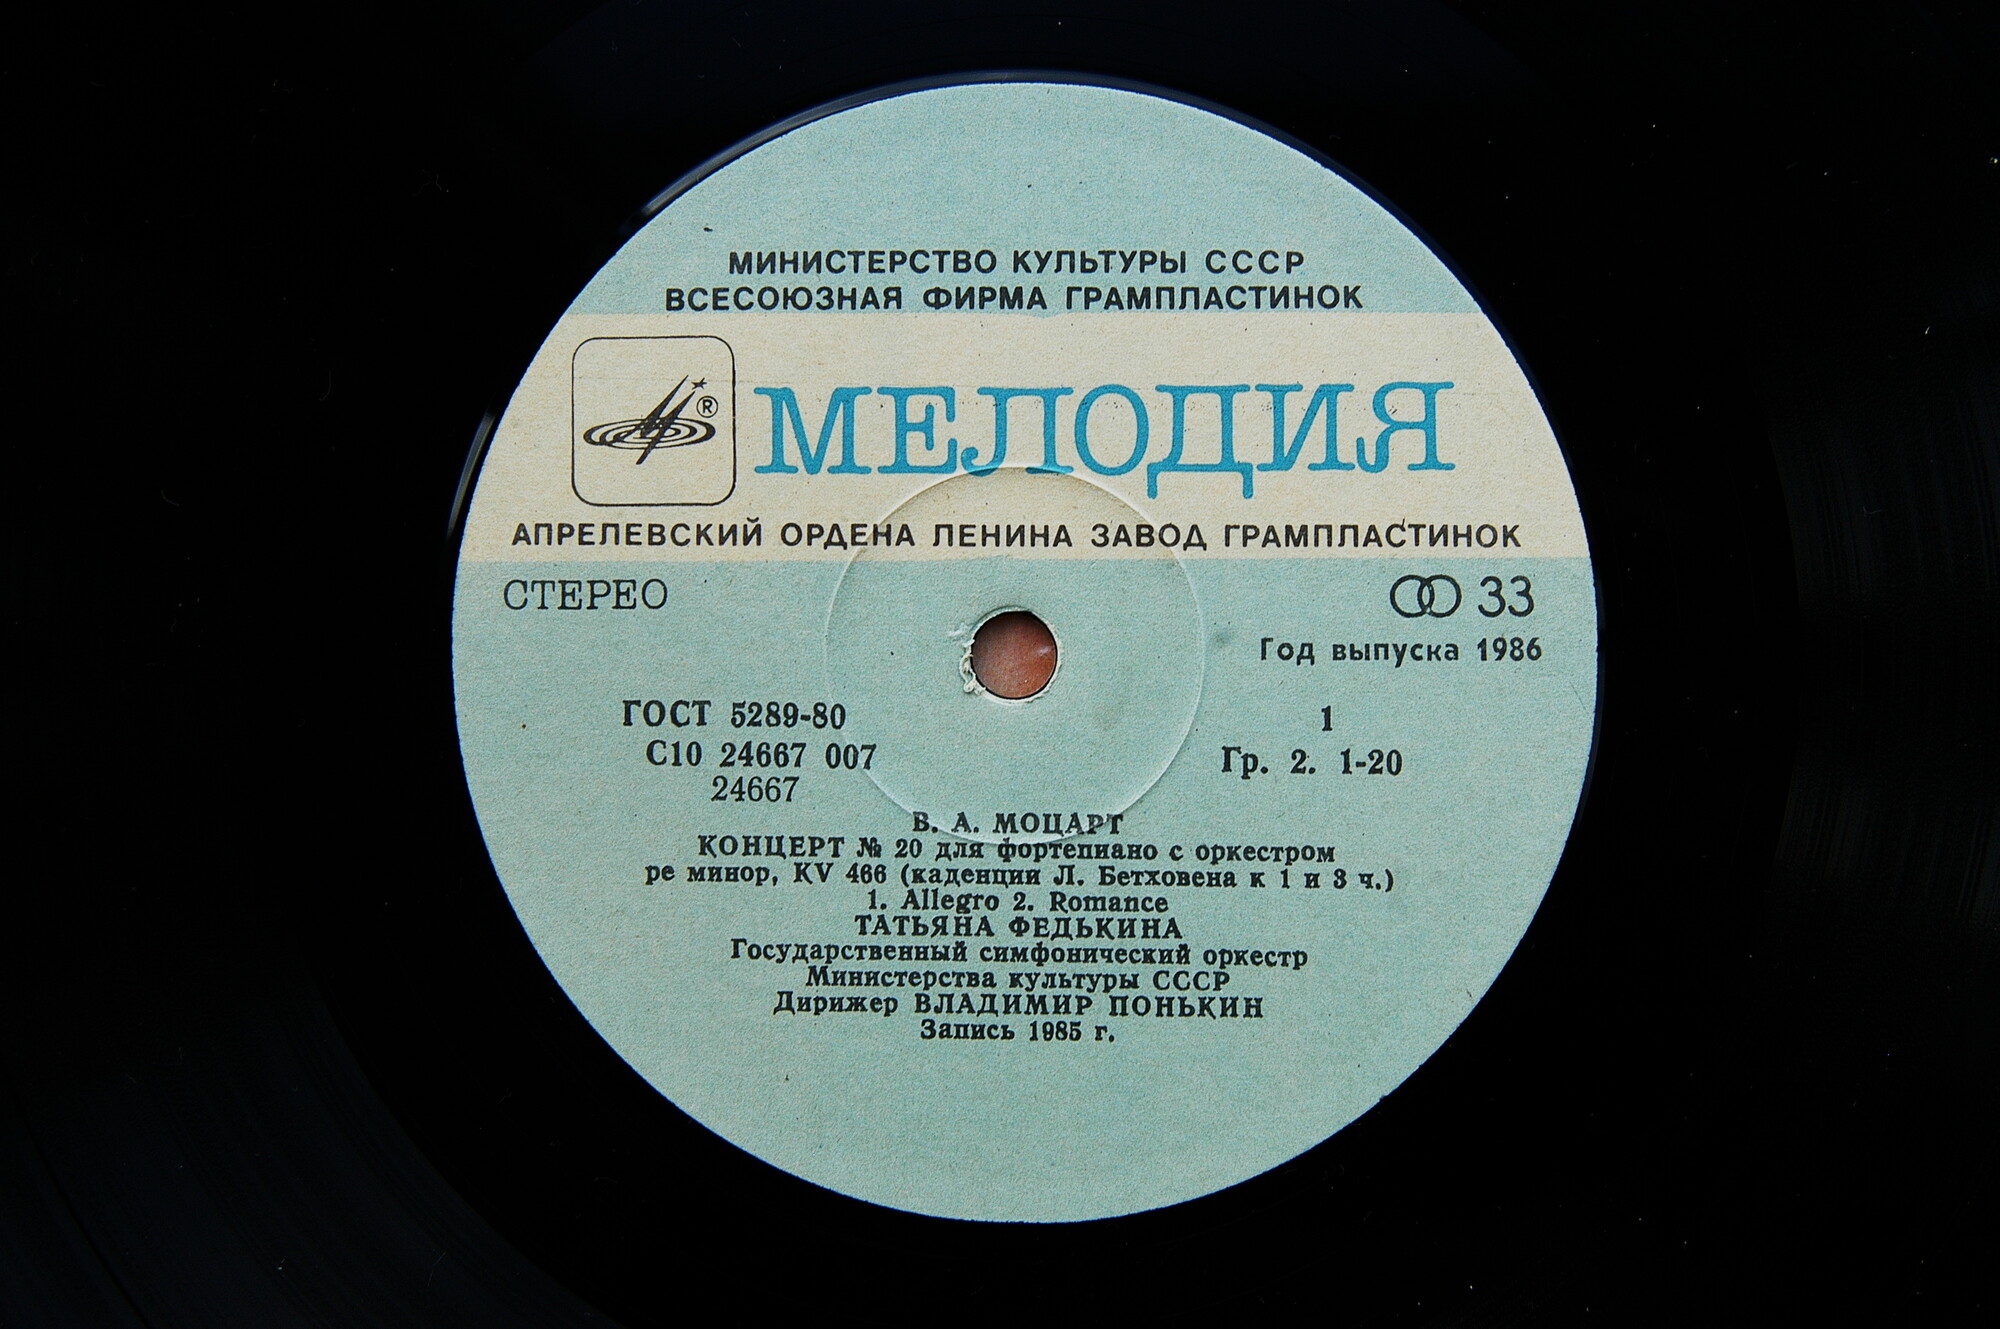 МИНИСТЕРСТВО КУЛЬТУРЫ СССР
ВСЕСОЮЗНАЯ ФИРМА ГРАМПЛАСТИНОК
®
МЕЛОДИЯ
АПРЕЛЕВСКИЙ ОРДЕНА ЛЕНИНА ЗАВОД ГРАМПЛАСТИНОК
СТЕРЕО
33
Год выпуска 1986
ГОСТ 5289-80
1
С10 24667 007
Гр. 2. 1-20
24667
В. А. МОЦАРТ
КОНЦЕРТ № 20 для фортепиано с оркестром
ре минор, KV 466 (каденции Л. Бетховена к 1 и 3 ч.)
1. Allegro 2. Romance
ТАТЬЯНА ФЕДЬКИНА
Государственный симфонический оркестр
Министерства культуры СССР
Дирижер ВЛАДИМИР ПОНЬКИН
Запись 1985 г.